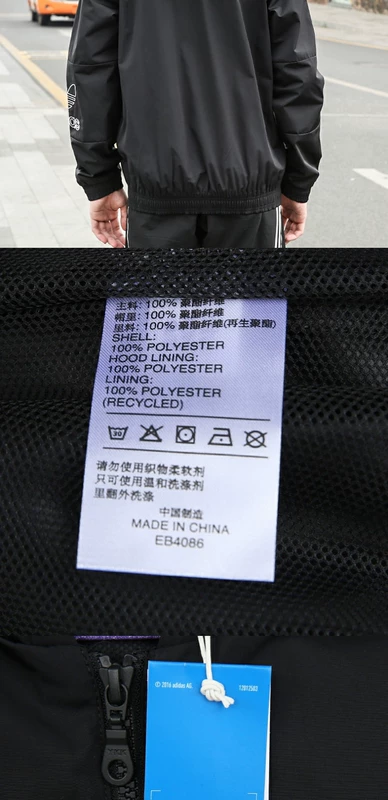 主料: 100% 聚酯纤维
帽里: 100% 聚酯纤维
里料: 100% 聚酯纤维(再生聚酯)
SHELL:
100% POLYESTER
HOOD LINING:
100% POLYESTER
LINING:
100% POLYESTER
(RECYCLED)
30
请勿使用织物柔软剂
只可使用温和洗涤剂
里翻外洗涤
中国制造
MADE IN CHINA
EB4086
© 2016 adidas AG.